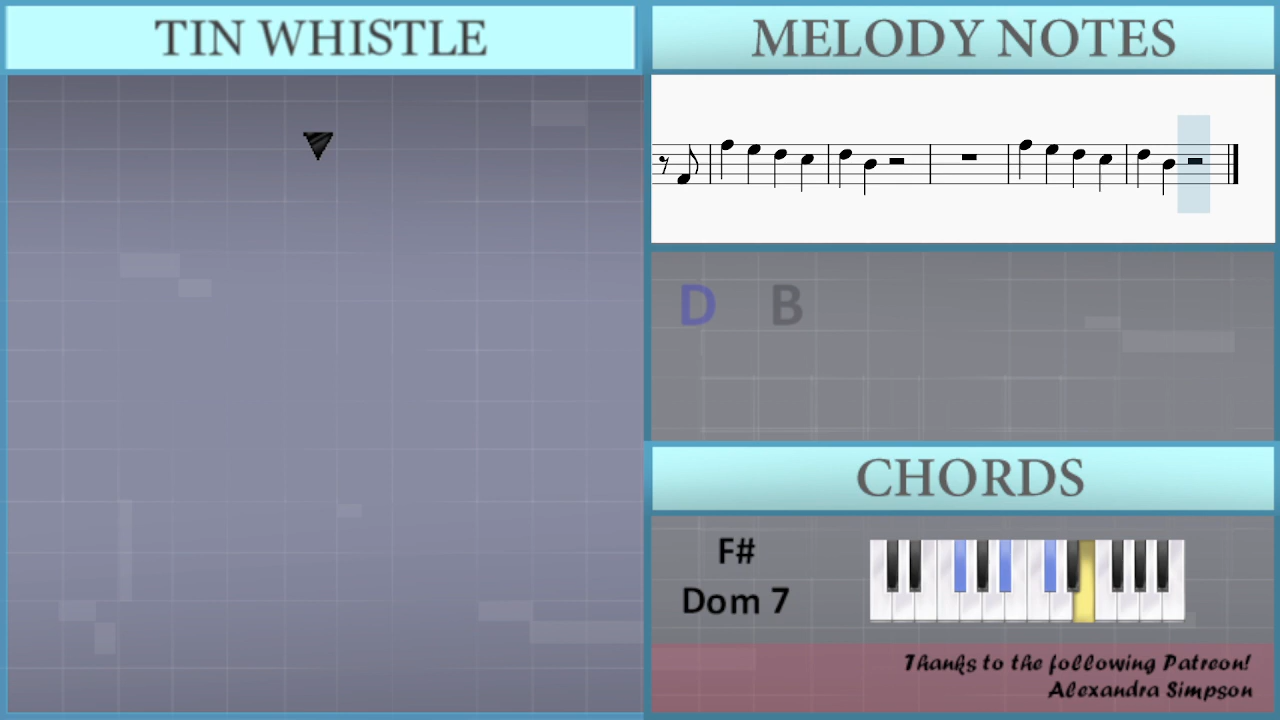 TIN WHISTLE
MELODY NOTES
D B
CHORDS
F#
Dom 7
Thanks to the following Patreon!
Alexandra Simpson